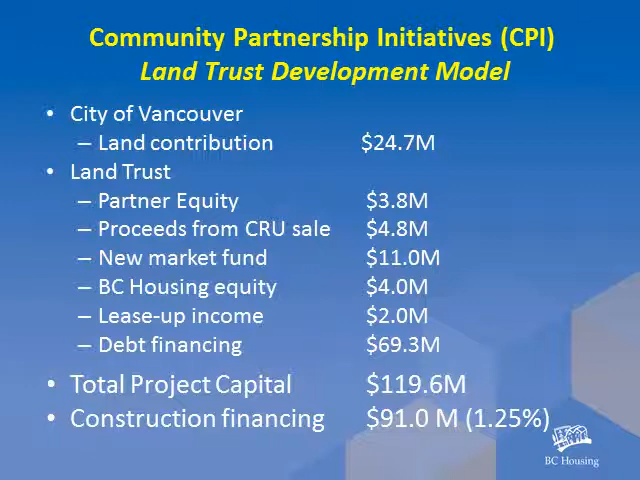 Community Partnership Initiatives (CPI)
Land Trust Development Model
• City of Vancouver
– Land contribution $24.7M
• Land Trust
– Partner Equity $3.8M
– Proceeds from CRU sale $4.8M
– New market fund $11.0M
– BC Housing equity $4.0M
– Lease-up income $2.0M
– Debt financing $69.3M
• Total Project Capital $119.6M
• Construction financing $91.0 M (1.25%)
BC Housing